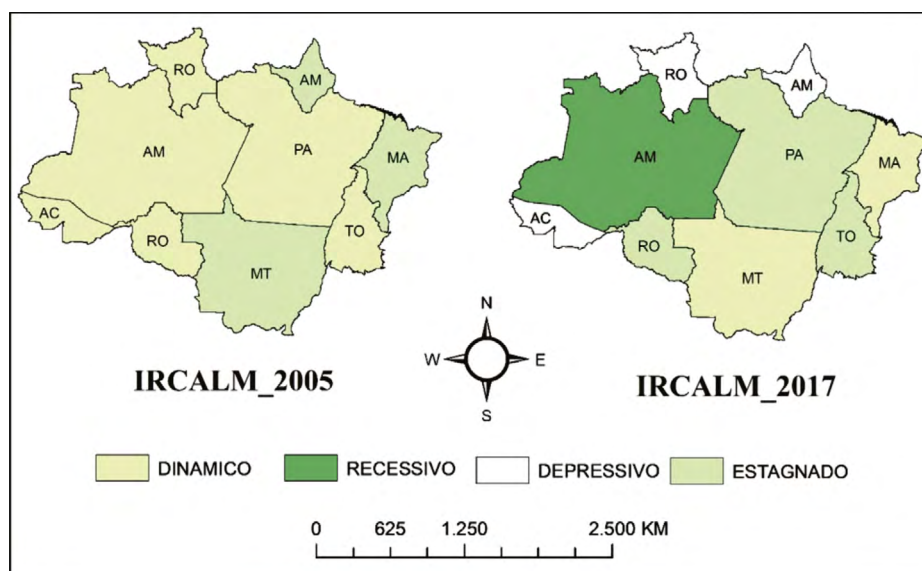 RO
AM
AM
PA
MA
AC
RO
TO
MT
IRCALM_2005
RO
AM
AM
PA
MA
AC
RO
TO
MT
IRCALM_2017
N
W E
S
DINAMICO RECESSIVO DEPRESSIVO ESTAGNADO
0 625 1.250 2.500 KM